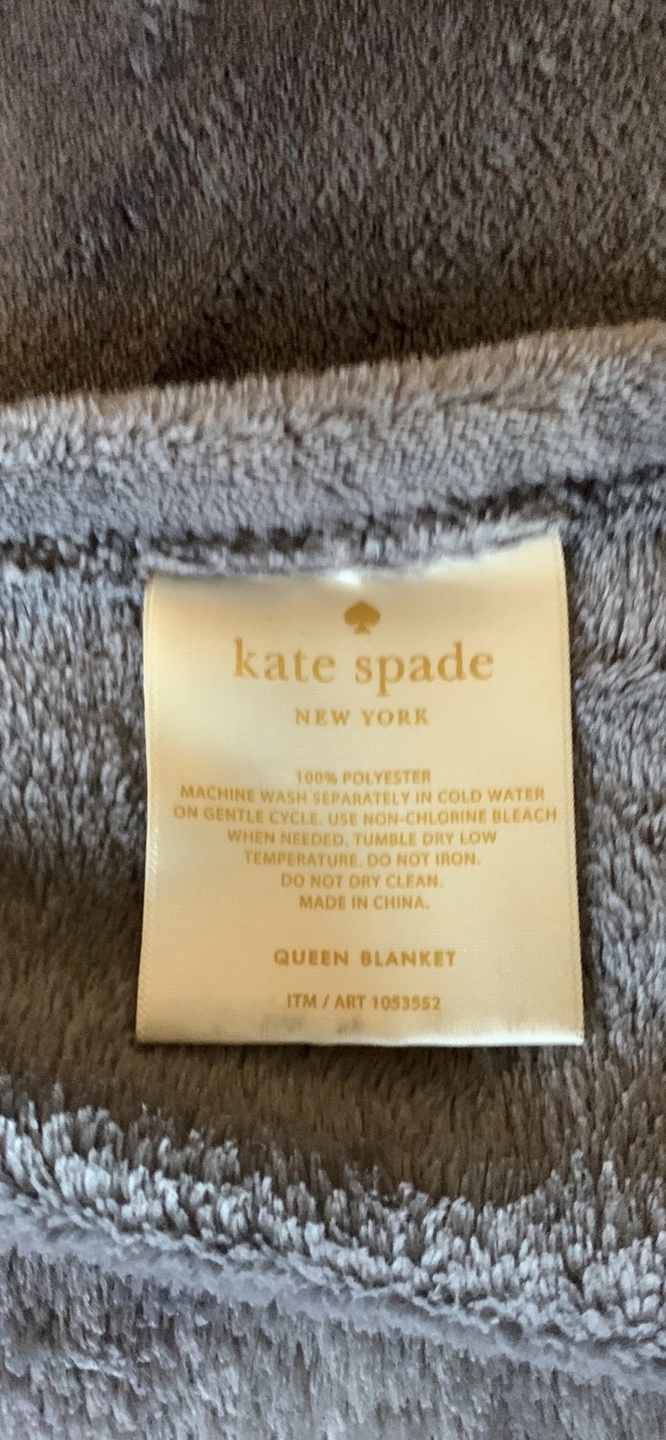 kate spade
NEW YORK
100% POLYESTER
MACHINE WASH SEPARATELY IN COLD WATER
ON GENTLE CYCLE. USE NON-CHLORINE BLEACH
WHEN NEEDED. TUMBLE DRY LOW
TEMPERATURE. DO NOT IRON.
DO NOT DRY CLEAN.
MADE IN CHINA.
QUEEN BLANKET
ITM / ART 1053552